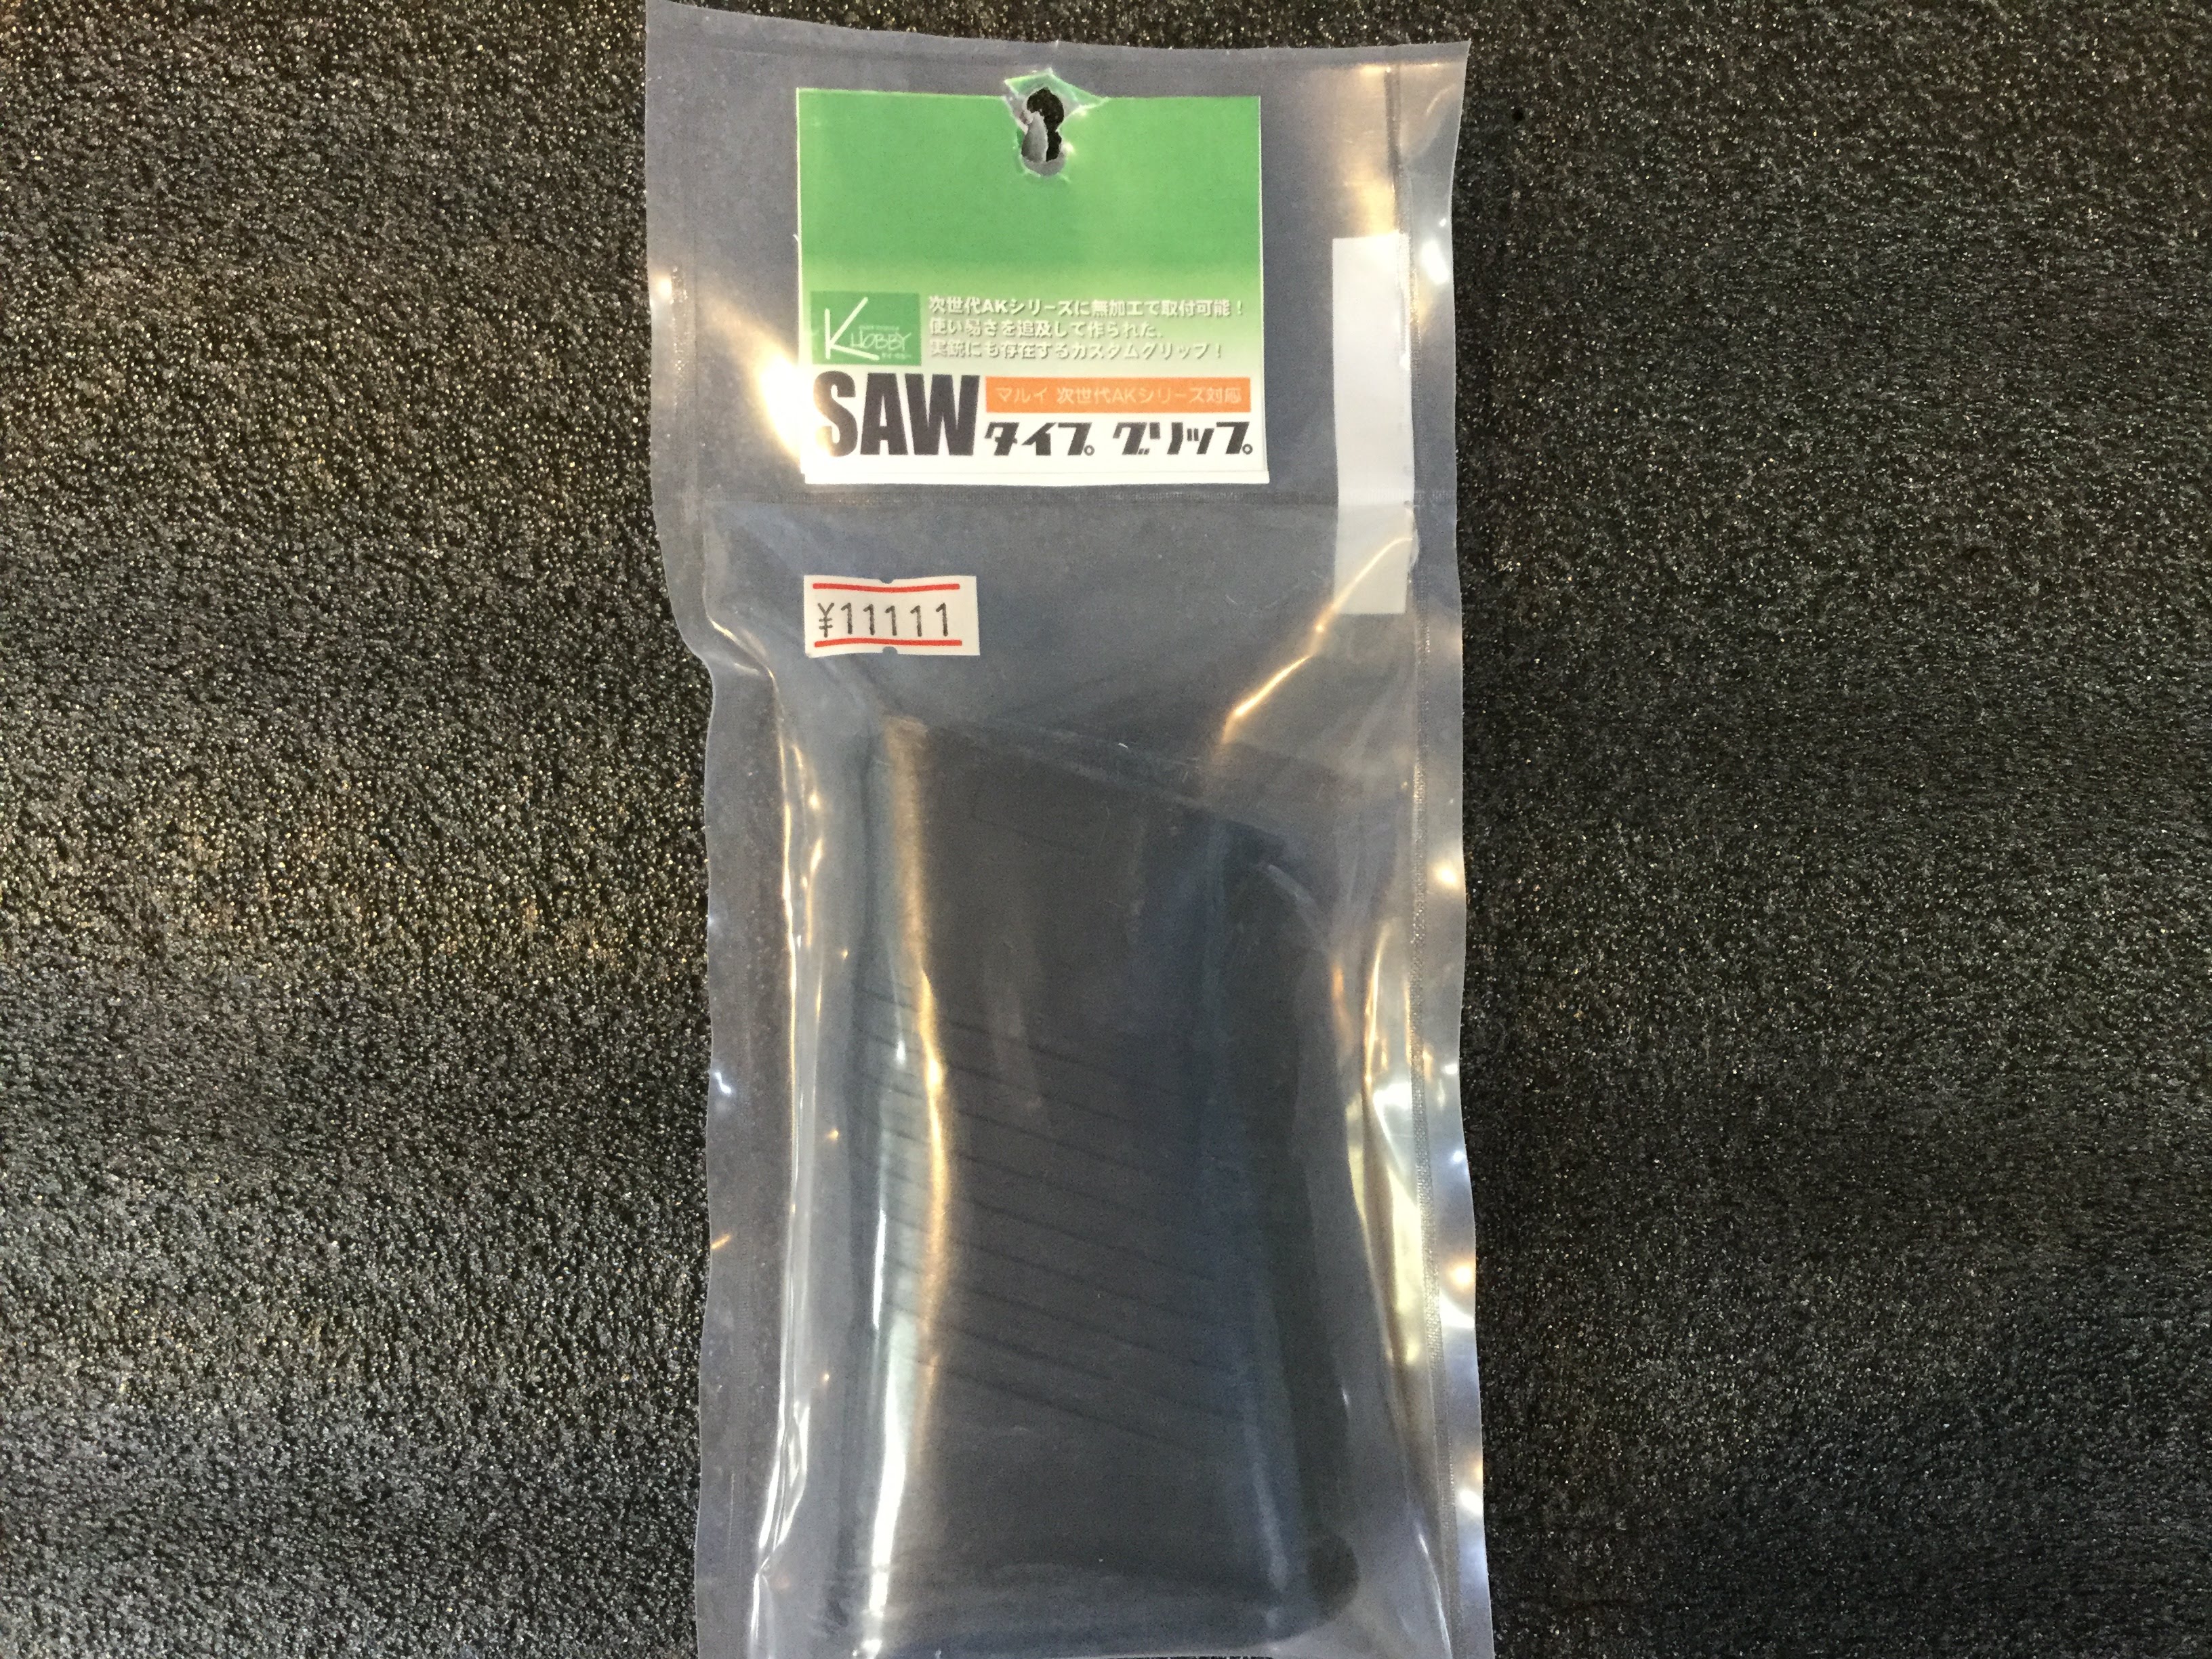 次世代AKシリーズに無加工で取付可能！
使い易さを追及して作られた、
実銃にも存在するカスタムグリップ！
K HOBBY
マルイ 次世代AKシリーズ対応
SAW タイプ グリップ
¥11111